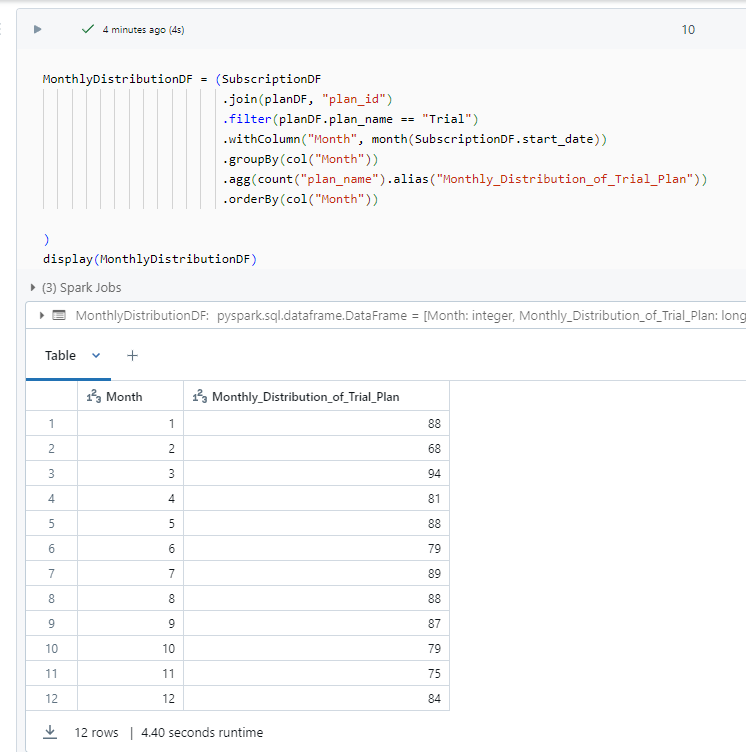 4 minutes ago (4s)
10
MonthlyDistributionDF = (SubscriptionDF
.join(planDF, "plan_id")
.filter(planDF.plan_name == "Trial")
.withColumn("Month", month(SubscriptionDF.start_date))
.groupBy(col("Month"))
.agg(count("plan_name").alias("Monthly_Distribution_of_Trial_Plan"))
.orderBy(col("Month"))
)
display(MonthlyDistributionDF)
(3) Spark Jobs
MonthlyDistributionDF: pyspark.sql.dataframe.DataFrame = [Month: integer, Monthly_Distribution_of_Trial_Plan: long
Table +
123 Month 123 Monthly_Distribution_of_Trial_Plan
1 1 88
2 2 68
3 3 94
4 4 81
5 5 88
6 6 79
7 7 89
8 8 88
9 9 87
10 10 79
11 11 75
12 12 84
12 rows | 4.40 seconds runtime